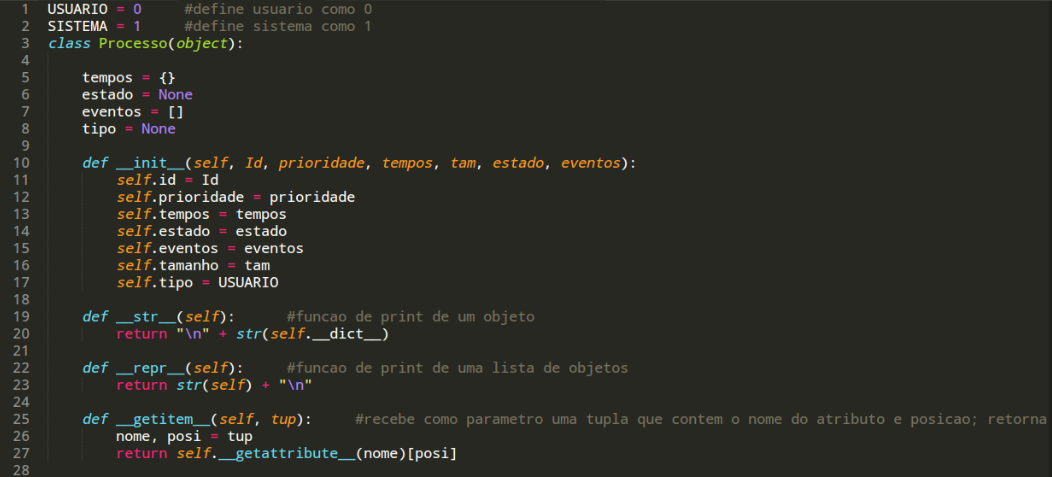 1 USUARIO = 0 #define usuario como 0
2 SISTEMA = 1 #define sistema como 1
3 class Processo(object):
4
5 tempos = {}
6 estado = None
7 eventos = []
8 tipo = None
9
10 def __init__(self, Id, prioridade, tempos, tam, estado, eventos):
11 self.id = Id
12 self.prioridade = prioridade
13 self.tempos = tempos
14 self.estado = estado
15 self.eventos = eventos
16 self.tamanho = tam
17 self.tipo = USUARIO
18
19 def __str__(self): #funcao de print de um objeto
20 return "\n" + str(self.__dict__)
21
22 def __repr__(self): #funcao de print de uma lista de objetos
23 return str(self) + "\n"
24
25 def __getitem__(self, tup): #recebe como parametro uma tupla que contem o nome do atributo e posicao; retorna
26 nome, posi = tup
27 return self.__getattribute__(nome)[posi]
28